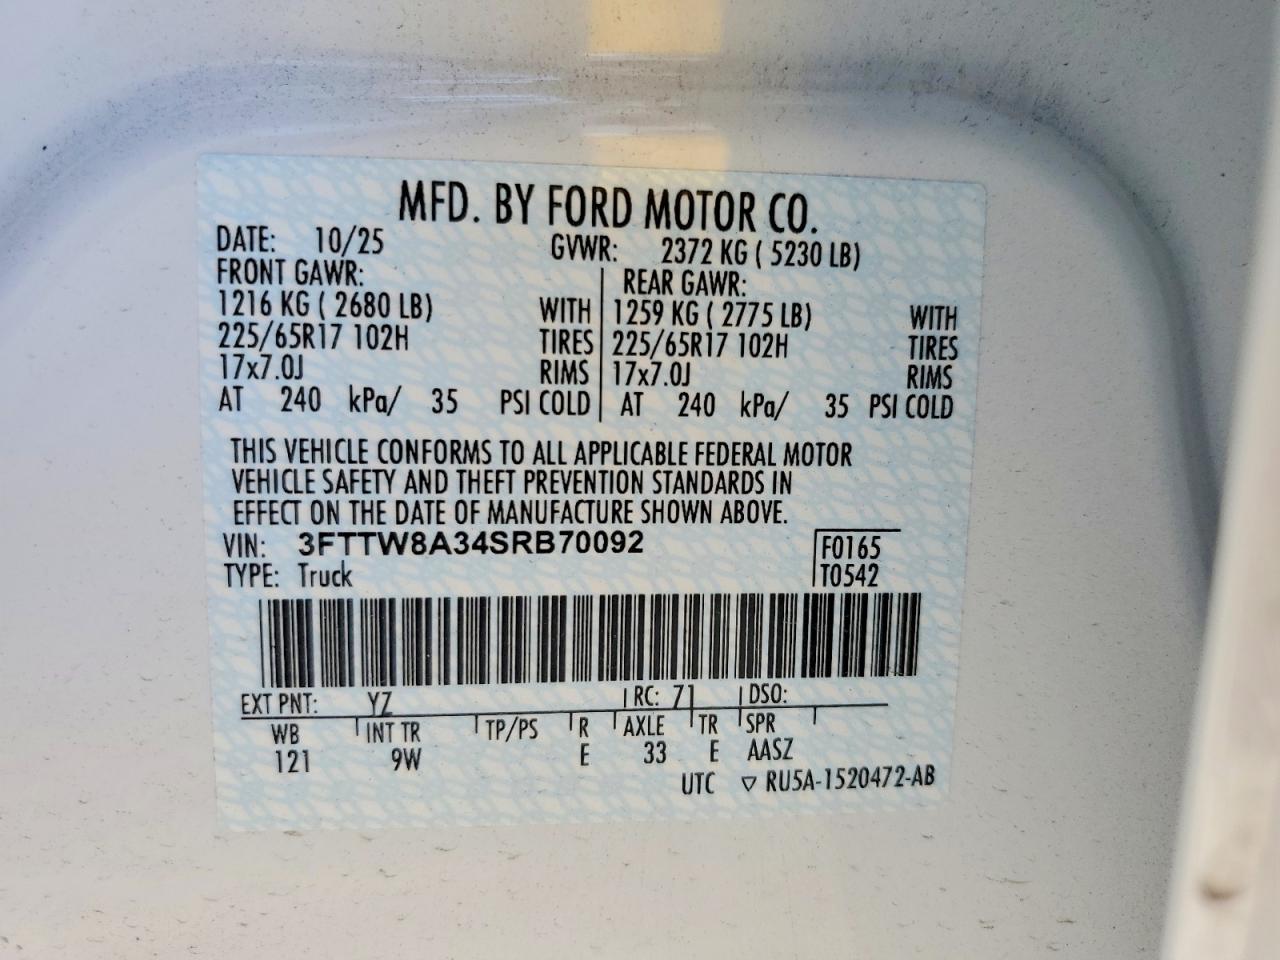 MFD. BY FORD MOTOR CO.
DATE: 10/25 GVWR: 2372 KG ( 5230 LB)
FRONT GAWR: REAR GAWR:
1216 KG ( 2680 LB) WITH 1259 KG ( 2775 LB) WITH
225/65R17 102H TIRES 225/65R17 102H TIRES
17x7.0J RIMS 17x7.0J RIMS
AT 240 kPa/ 35 PSI COLD AT 240 kPa/ 35 PSI COLD
THIS VEHICLE CONFORMS TO ALL APPLICABLE FEDERAL MOTOR
VEHICLE SAFETY AND THEFT PREVENTION STANDARDS IN
EFFECT ON THE DATE OF MANUFACTURE SHOWN ABOVE.
VIN: 3FTTW8A34SRB70092 F0165
TYPE: Truck T0542
EXT PNT: YZ RC: 71 DSO:
WB INT TR TP/PS R AXLE TR SPR
121 9W E 33 E AASZ
UTC ▽ RU5A-1520472-AB